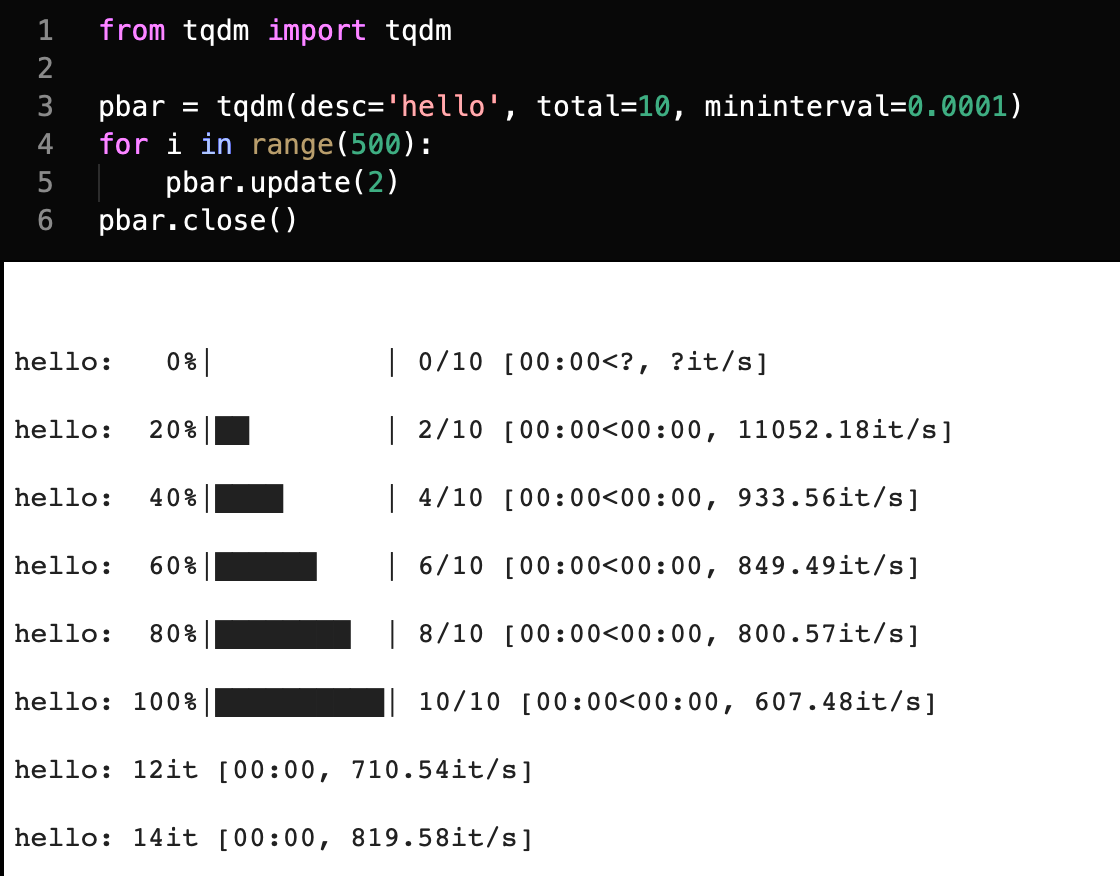 1 from tqdm import tqdm
2
3 pbar = tqdm(desc='hello', total=10, mininterval=0.0001)
4 for i in range(500):
5     pbar.update(2)
6 pbar.close()
hello:   0%|          | 0/10 [00:00<?, ?it/s]
hello:  20%|██        | 2/10 [00:00<00:00, 11052.18it/s]
hello:  40%|████      | 4/10 [00:00<00:00, 933.56it/s]
hello:  60%|██████    | 6/10 [00:00<00:00, 849.49it/s]
hello:  80%|████████  | 8/10 [00:00<00:00, 800.57it/s]
hello: 100%|██████████| 10/10 [00:00<00:00, 607.48it/s]
hello: 12it [00:00, 710.54it/s]
hello: 14it [00:00, 819.58it/s]